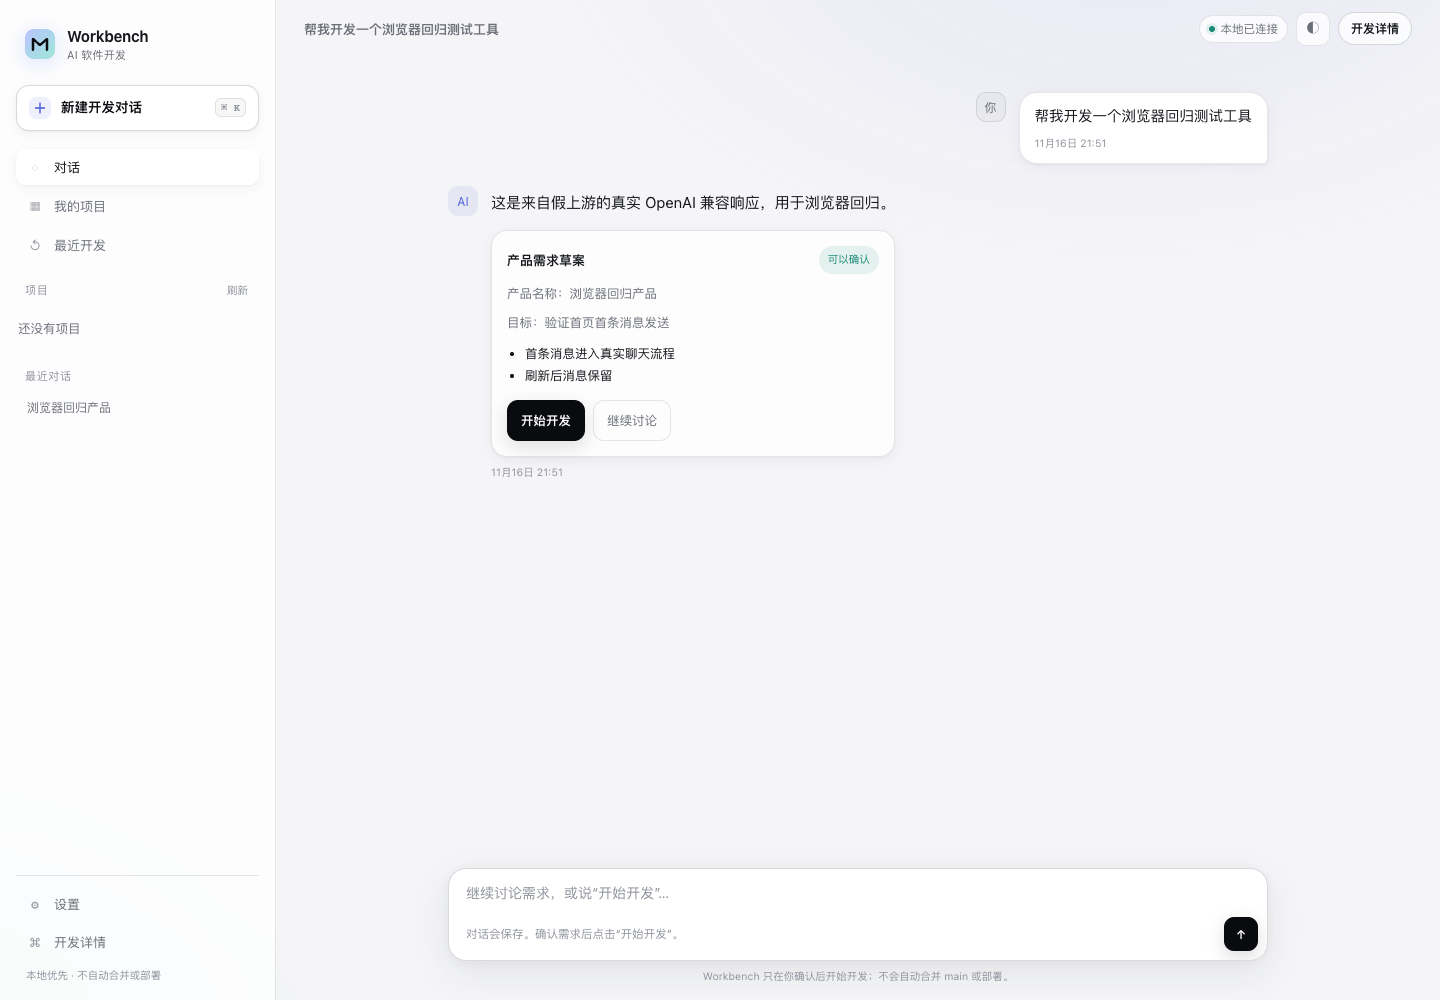 Workbench
AI 软件开发
新建开发对话
⌘ K
对话
我的项目
最近开发
项目
刷新
还没有项目
最近对话
浏览器回归产品
设置
开发详情
本地优先 · 不自动合并或部署
帮我开发一个浏览器回归测试工具
本地已连接
开发详情
你
帮我开发一个浏览器回归测试工具
11月16日 21:51
AI
这是来自假上游的真实 OpenAI 兼容响应，用于浏览器回归。
产品需求草案
可以确认
产品名称：浏览器回归产品
目标：验证首页首条消息发送
• 首条消息进入真实聊天流程
• 刷新后消息保留
开始开发
继续讨论
11月16日 21:51
继续讨论需求，或说“开始开发”...
对话会保存。确认需求后点击“开始开发”。
Workbench 只在你确认后开始开发；不会自动合并 main 或部署。